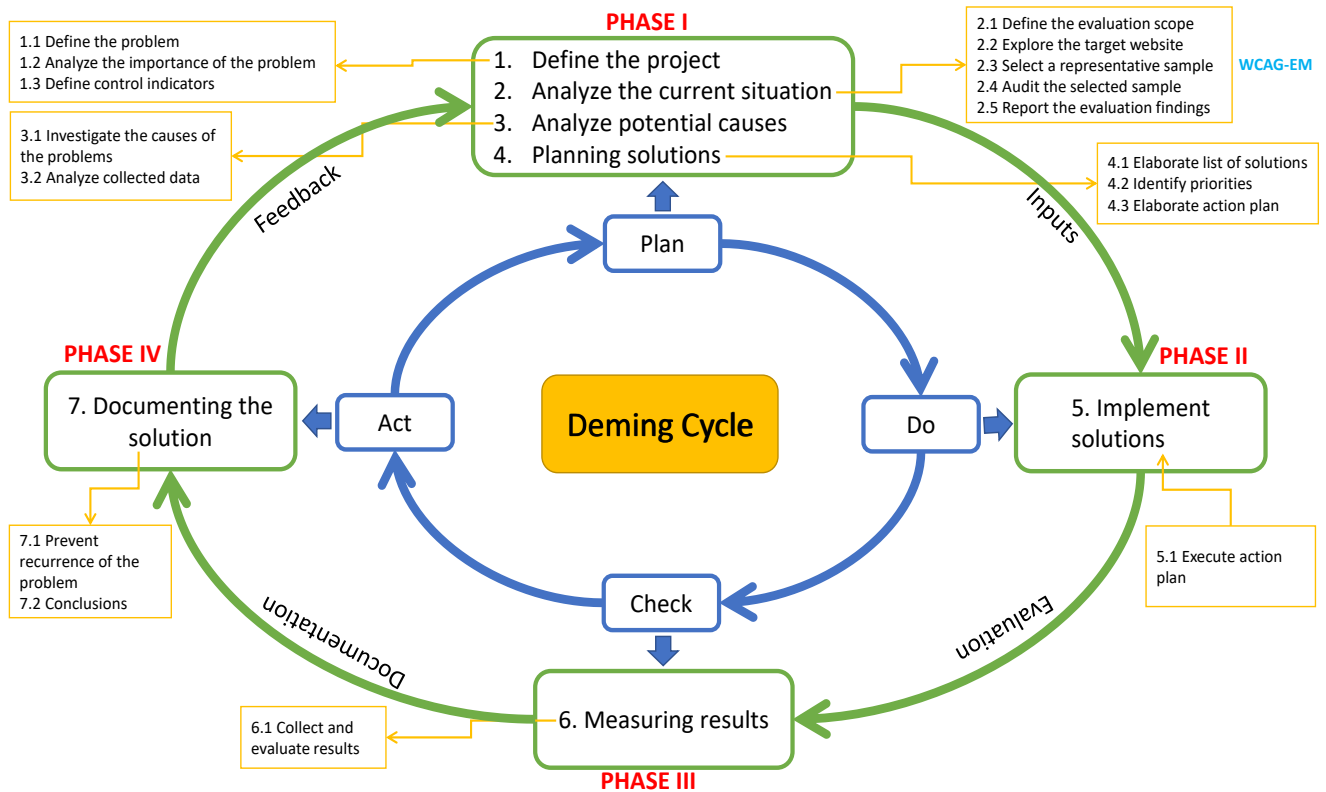 PHASE I
1.1 Define the problem
1.2 Analyze the importance of the problem
1.3 Define control indicators
1. Define the project
2. Analyze the current situation
3. Analyze potential causes
4. Planning solutions
2.1 Define the evaluation scope
2.2 Explore the target website
2.3 Select a representative sample
2.4 Audit the selected sample
2.5 Report the evaluation findings
WCAG-EM
3.1 Investigate the causes of
the problems
3.2 Analyze collected data
4.1 Elaborate list of solutions
4.2 Identify priorities
4.3 Elaborate action plan
Feedback
Inputs
Plan
PHASE IV
PHASE II
7. Documenting the
solution
Act
Deming Cycle
Do
5. Implement
solutions
7.1 Prevent
recurrence of the
problem
7.2 Conclusions
5.1 Execute action
plan
Check
Documentation
Evaluation
6.1 Collect and
evaluate results
6. Measuring results
PHASE III